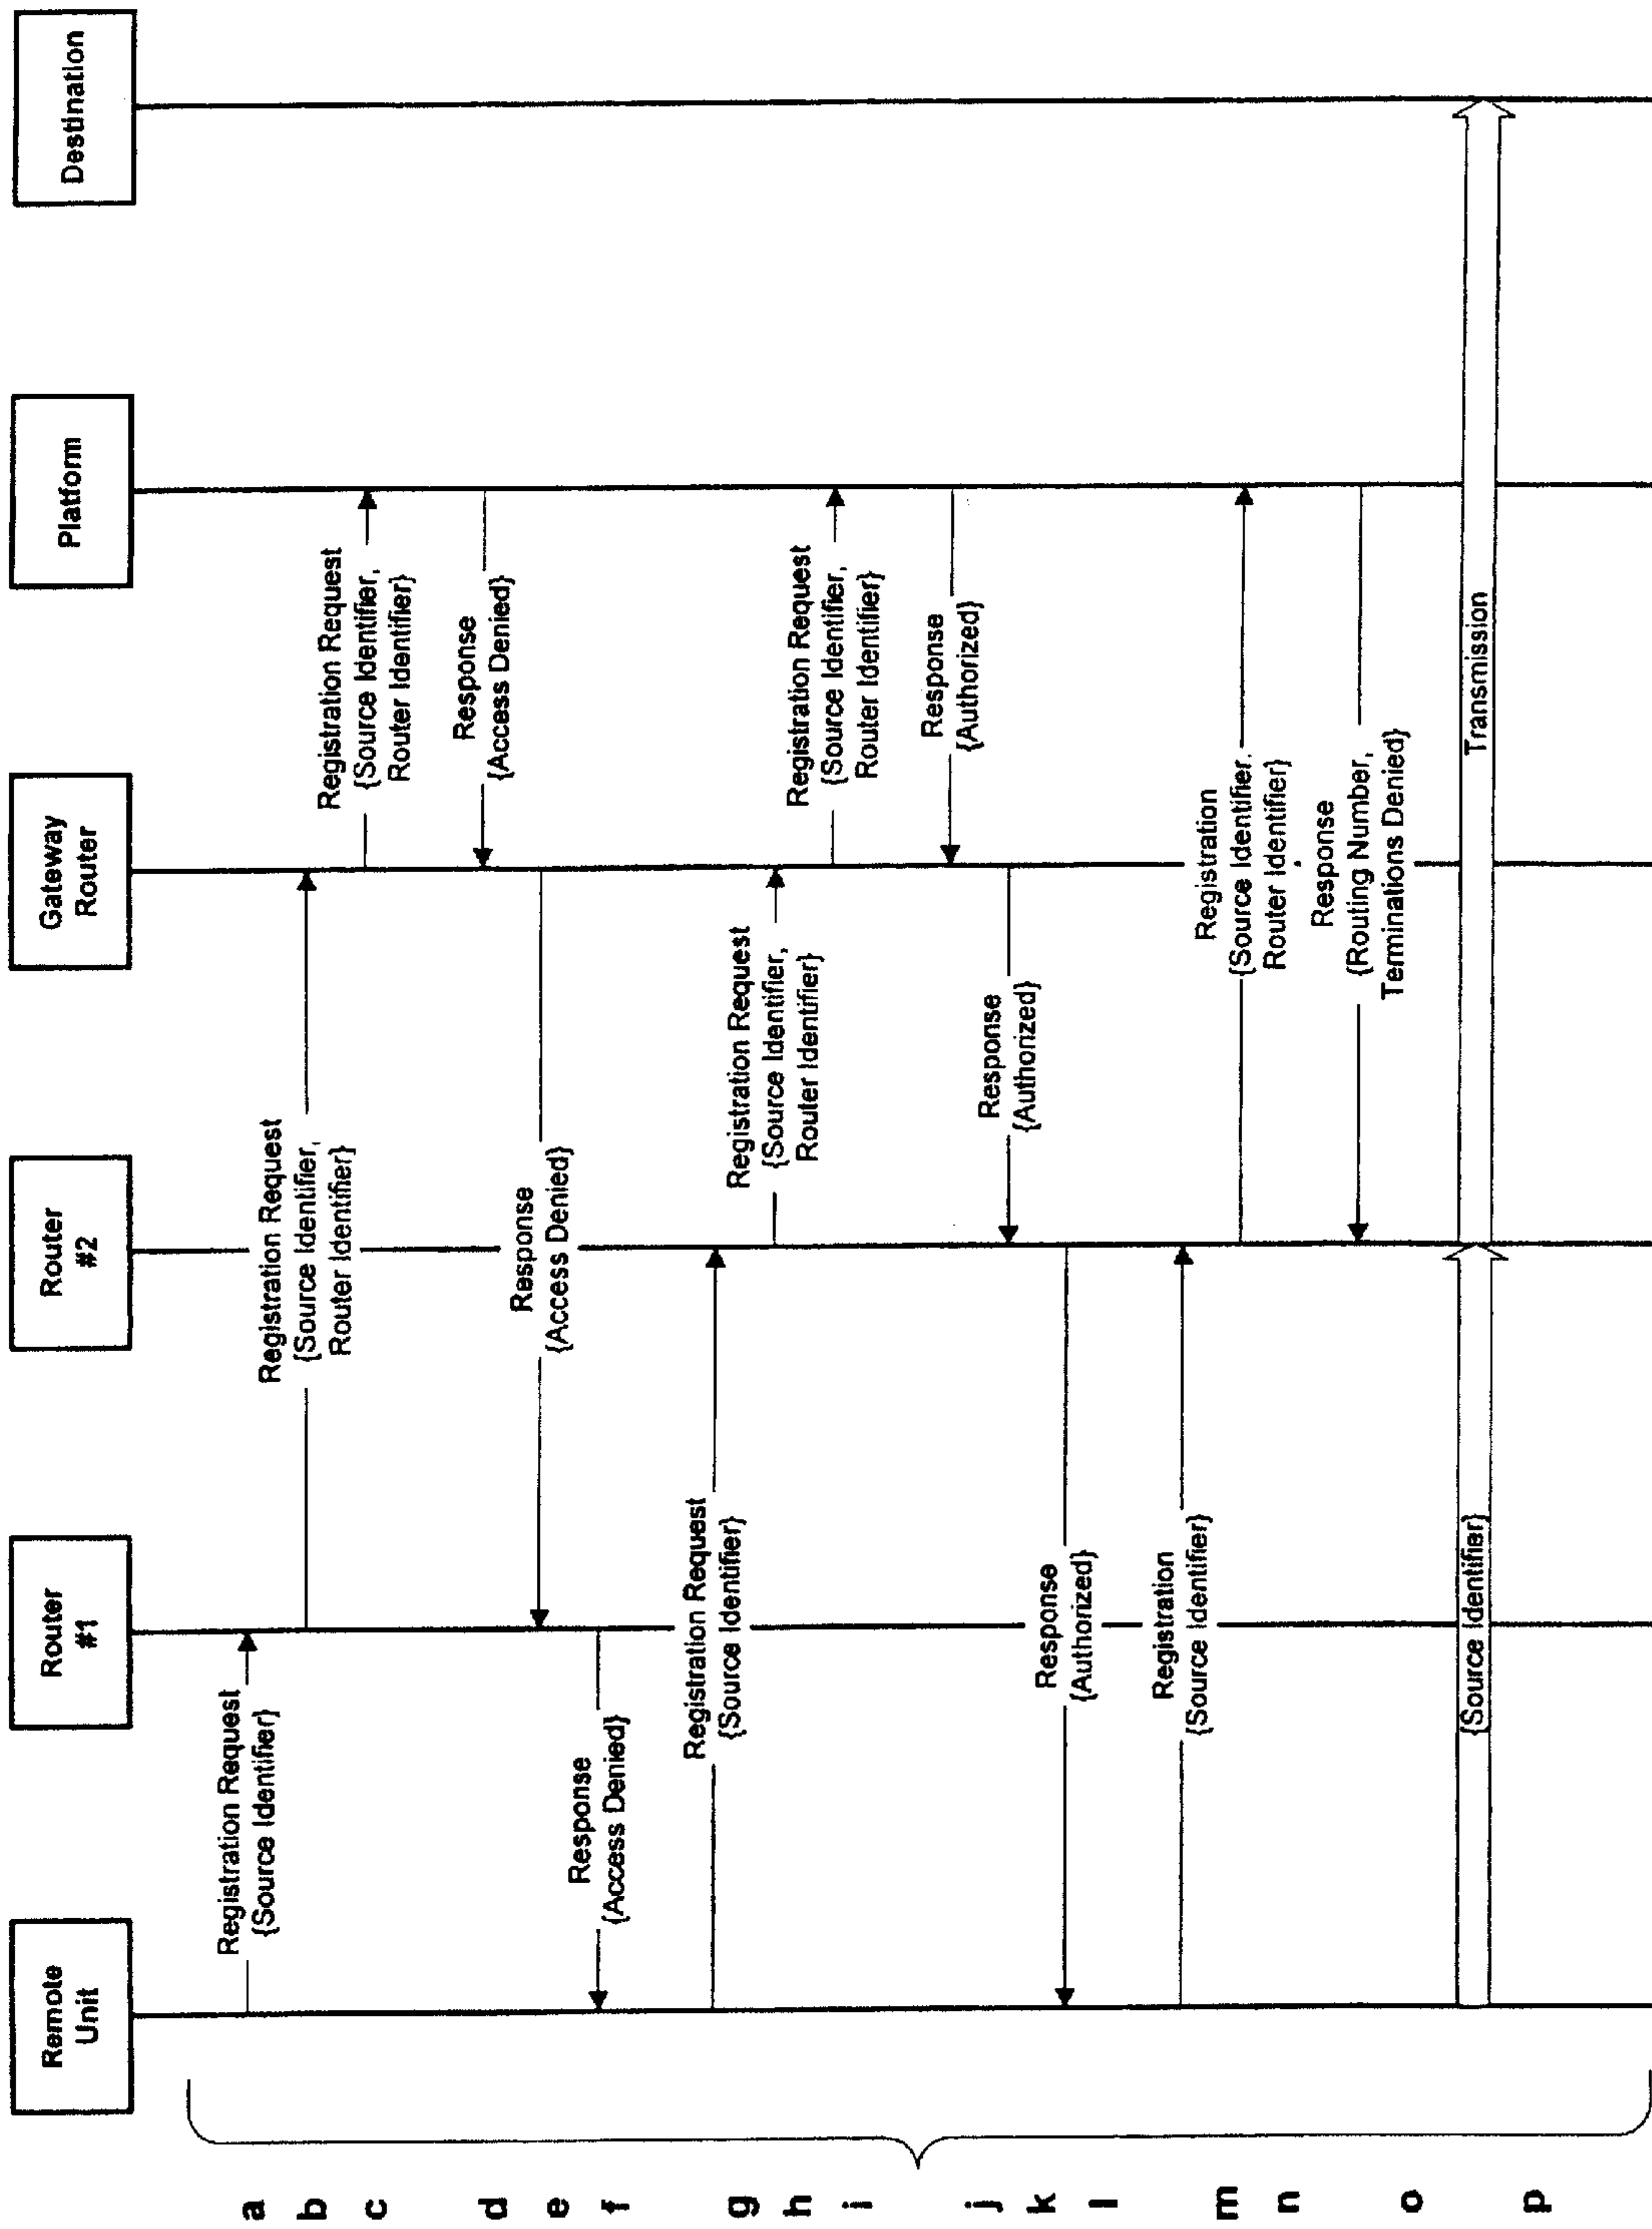 Remote
Unit
Router
#1
Router
#2
Gateway
Router
Platform
Destination
a
Registration Request
{Source Identifier}
b
Registration Request
{Source Identifier,
Router Identifier}
c
Registration Request
{Source Identifier,
Router Identifier}
d
Response
{Access Denied}
e
Response
{Access Denied}
f
Response
{Access Denied}
g
Registration Request
{Source Identifier}
h
Registration Request
{Source Identifier,
Router Identifier}
i
Registration Request
{Source Identifier,
Router Identifier}
j
Response
{Authorized}
k
Response
{Authorized}
l
Response
{Authorized}
m
Registration
{Source Identifier}
n
Registration
{Source Identifier,
Router Identifier}
o
Response
{Routing Number,
Terminations Denied}
p
{Source Identifier}
Transmission